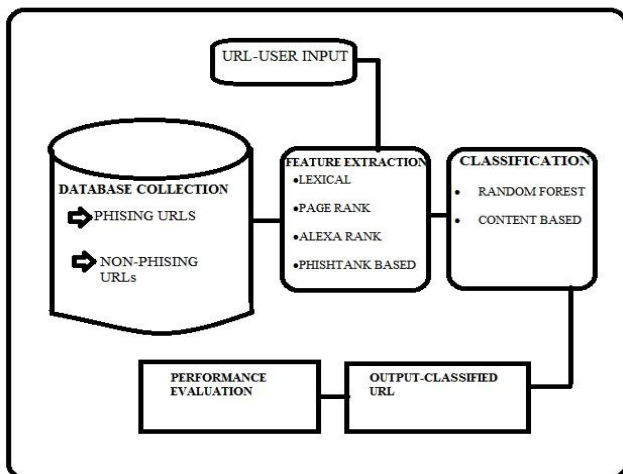 URL-USER INPUT
DATABASE COLLECTION
PHISING URLS
NON-PHISING
URLs
FEATURE EXTRACTION
•LEXICAL
•PAGE RANK
•ALEXA RANK
•PHISHTANK BASED
CLASSIFICATION
• RANDOM FOREST
• CONTENT BASED
PERFORMANCE
EVALUATION
OUTPUT-CLASSIFIED
URL